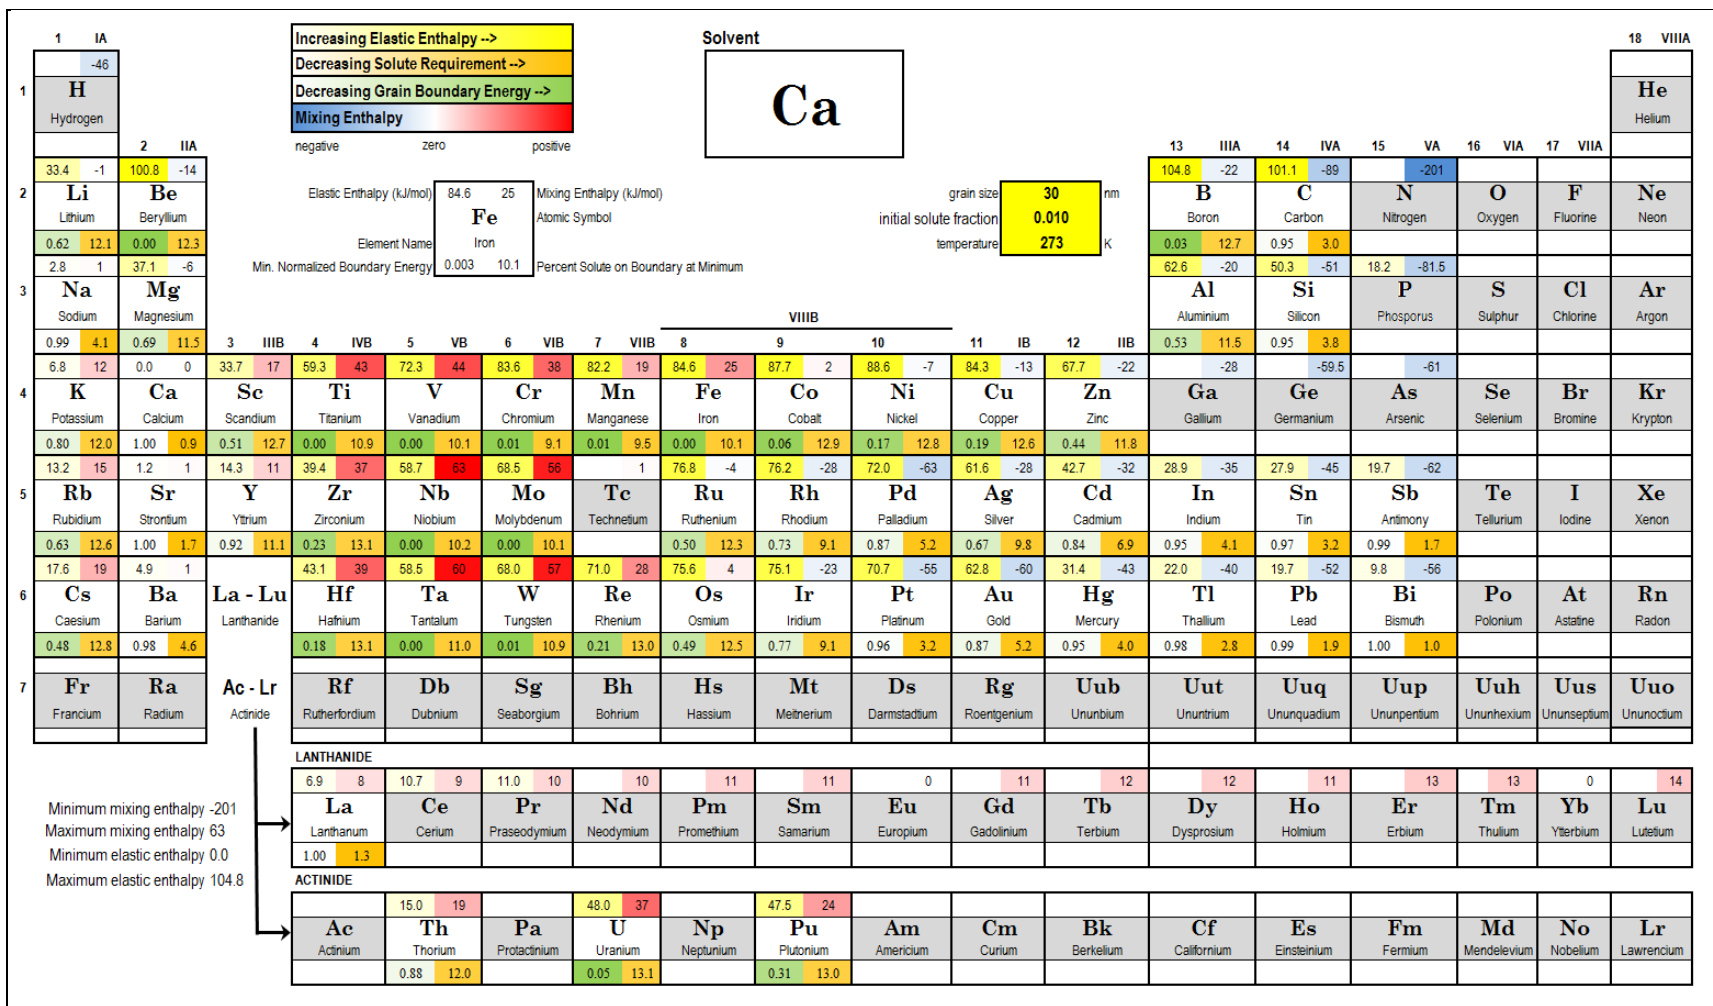 1 IA
Increasing Elastic Enthalpy -->
Solvent
18 VIIIA
-46
Decreasing Solute Requirement -->
1 H He
Decreasing Grain Boundary Energy -->
Ca
Hydrogen Helium
Mixing Enthalpy
2 IIA
negative zero positive
13 IIIA 14 IVA 15 VA 16 VIA 17 VIIA
33.4 -1 100.8 -14 104.8 -22 101.1 -89 -201
2 Li Be B C N O F Ne
Elastic Enthalpy (kJ/mol) 84.6 25 Mixing Enthalpy (kJ/mol)
grain size 30 nm
Lithium Beryllium Boron Carbon Nitrogen Oxygen Fluorine Neon
Fe Atomic Symbol
initial solute fraction 0.010
0.62 12.1 0.00 12.3 0.03 12.7 0.95 3.0
Element Name Iron
temperature 273 K
2.8 1 37.1 -6 62.6 -20 50.3 -51 18.2 -81.5
Min. Normalized Boundary Energy 0.003 10.1 Percent Solute on Boundary at Minimum
3 Na Mg Al Si P S Cl Ar
Sodium Magnesium Aluminium Silicon Phosporus Sulphur Chlorine Argon
VIIIB
0.99 4.1 0.69 11.5 3 IIIB 4 IVB 5 VB 6 VIB 7 VIIB 8 9 10 11 IB 12 IIB 0.53 11.5 0.95 3.8
6.8 12 0.0 0 33.7 17 59.3 43 72.3 44 83.6 38 82.2 19 84.6 25 87.7 2 88.6 -7 84.3 -13 67.7 -22 -28 -59.5 -61
4 K Ca Sc Ti V Cr Mn Fe Co Ni Cu Zn Ga Ge As Se Br Kr
Potassium Calcium Scandium Titanium Vanadium Chromium Manganese Iron Cobalt Nickel Copper Zinc Gallium Germanium Arsenic Selenium Bromine Krypton
0.80 12.0 1.00 0.9 0.51 12.7 0.00 10.9 0.00 10.1 0.01 9.1 0.01 9.5 0.00 10.1 0.06 12.9 0.17 12.8 0.19 12.6 0.44 11.8
13.2 15 1.2 1 14.3 11 39.4 37 58.7 63 68.5 56 1 76.8 -4 76.2 -28 72.0 -63 61.6 -28 42.7 -32 28.9 -35 27.9 -45 19.7 -62
5 Rb Sr Y Zr Nb Mo Tc Ru Rh Pd Ag Cd In Sn Sb Te I Xe
Rubidium Strontium Yttrium Zirconium Niobium Molybdenum Technetium Ruthenium Rhodium Palladium Silver Cadmium Indium Tin Antimony Tellurium Iodine Xenon
0.63 12.6 1.00 1.7 0.92 11.1 0.23 13.1 0.00 10.2 0.00 10.1 0.50 12.3 0.73 9.1 0.87 5.2 0.67 9.8 0.84 6.9 0.95 4.1 0.97 3.2 0.99 1.7
17.6 19 4.9 1 43.1 39 58.5 60 68.0 57 71.0 28 75.6 4 75.1 -23 70.7 -55 62.8 -60 31.4 -43 22.0 -40 19.7 -52 9.8 -56
6 Cs Ba La - Lu Hf Ta W Re Os Ir Pt Au Hg Tl Pb Bi Po At Rn
Caesium Barium Lanthanide Hafnium Tantalum Tungsten Rhenium Osmium Iridium Platinum Gold Mercury Thallium Lead Bismuth Polonium Astatine Radon
0.48 12.8 0.98 4.6 0.18 13.1 0.00 11.0 0.01 10.9 0.21 13.0 0.49 12.5 0.77 9.1 0.96 3.2 0.87 5.2 0.95 4.0 0.98 2.8 0.99 1.9 1.00 1.0
7 Fr Ra Ac - Lr Rf Db Sg Bh Hs Mt Ds Rg Uub Uut Uuq Uup Uuh Uus Uuo
Francium Radium Actinide Rutherfordium Dubnium Seaborgium Bohrium Hassium Meitnerium Darmstadtium Roentgenium Ununbium Ununtrium Ununquadium Ununpentium Ununhexium Ununseptium Ununoctium
LANTHANIDE
6.9 8 10.7 9 11.0 10 10 11 11 0 11 12 12 11 13 13 0 14
La Ce Pr Nd Pm Sm Eu Gd Tb Dy Ho Er Tm Yb Lu
Lanthanum Cerium Praseodymium Neodymium Promethium Samarium Europium Gadolinium Terbium Dysprosium Holmium Erbium Thulium Ytterbium Lutetium
1.00 1.3
Minimum mixing enthalpy -201
Maximum mixing enthalpy 63
Minimum elastic enthalpy 0.0
Maximum elastic enthalpy 104.8
ACTINIDE
15.0 19 48.0 37 47.5 24
Ac Th Pa U Np Pu Am Cm Bk Cf Es Fm Md No Lr
Actinium Thorium Protactinium Uranium Neptunium Plutonium Americium Curium Berkelium Californium Einsteinium Fermium Mendelevium Nobelium Lawrencium
0.88 12.0 0.05 13.1 0.31 13.0